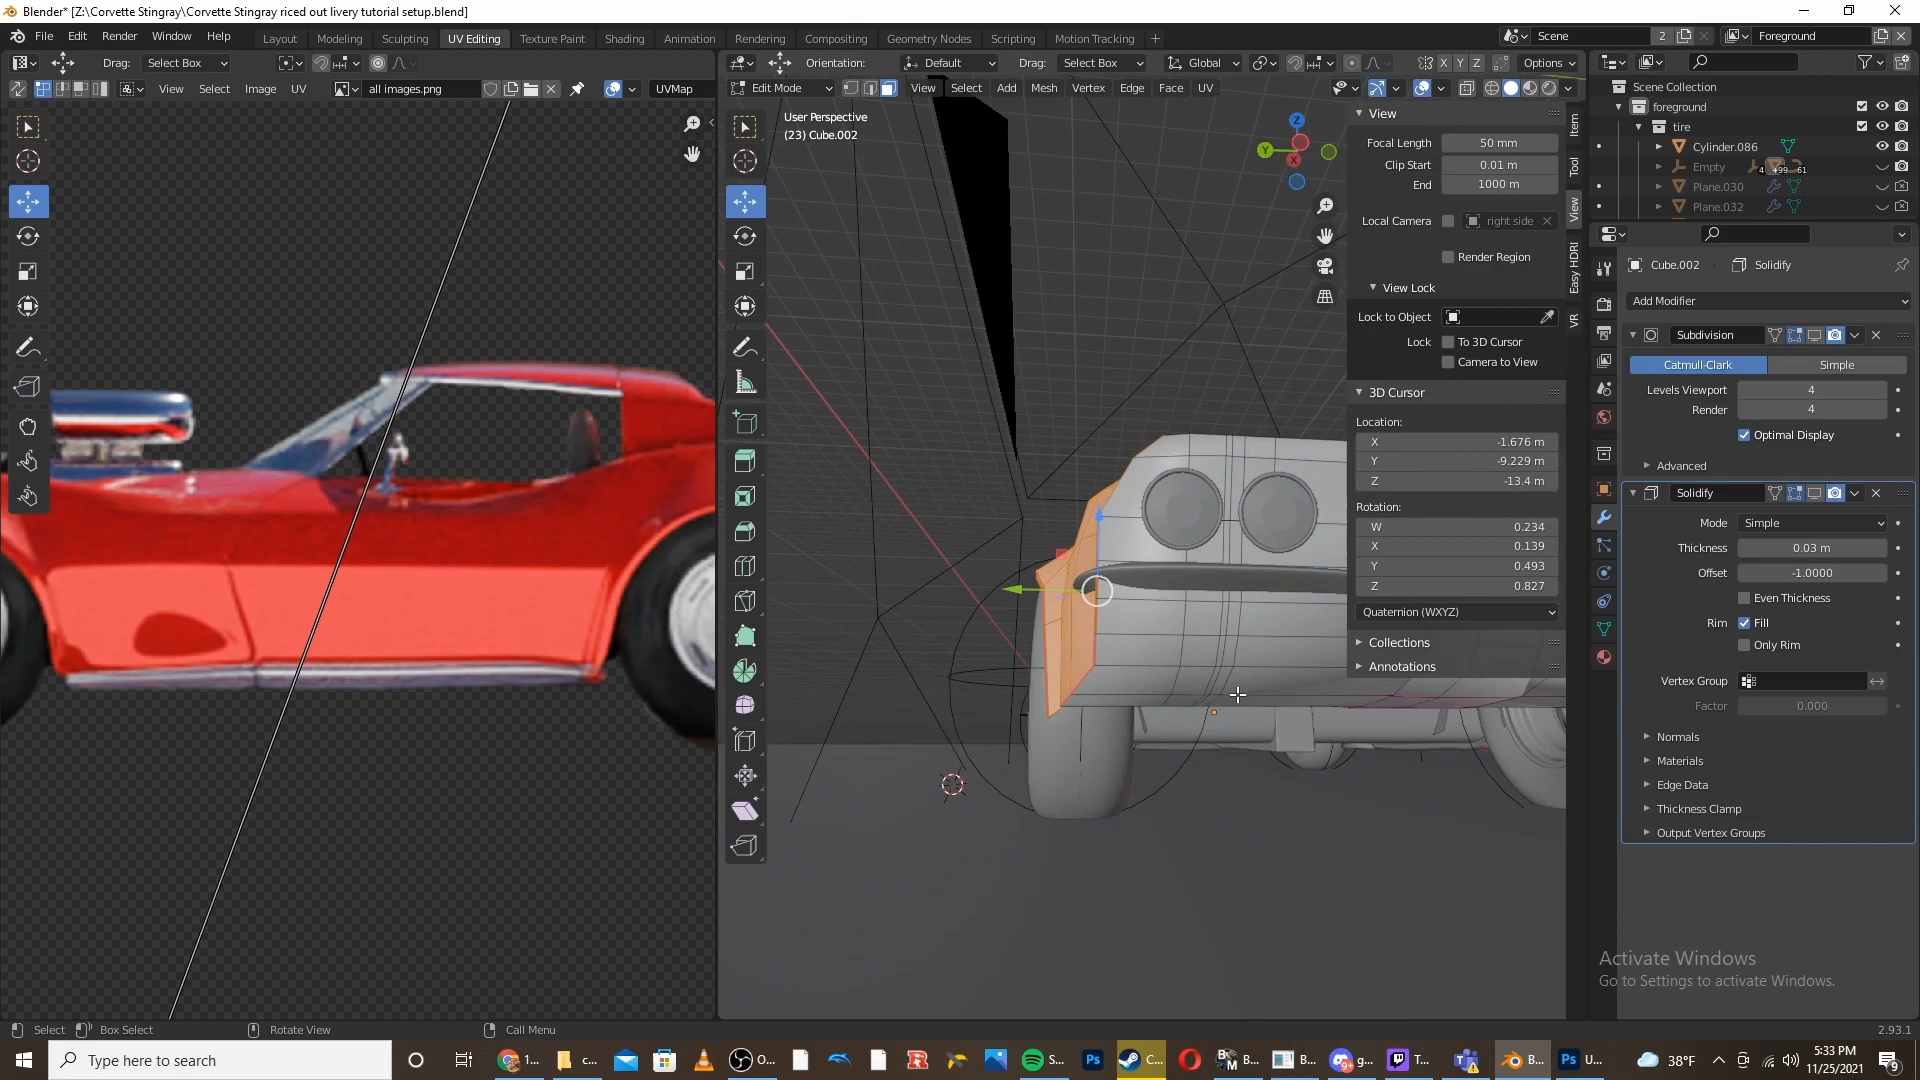 Blender* [Z:\Corvette Stingray\Corvette Stingray riced out livery tutorial setup.blend]
File Edit Render Window Help
Layout Modeling Sculpting UV Editing Texture Paint Shading Animation Rendering Compositing Geometry Nodes Scripting Motion Tracking +
Scene 2
Foreground
Drag: Select Box
Orientation: Default Drag: Select Box Global X Y Z Options
View Select Image UV all images.png UVMap
Edit Mode View Select Add Mesh Vertex Edge Face UV
User Perspective
(23) Cube.002
Z
Y
X
View
Focal Length 50 mm
Clip Start 0.01 m
End 1000 m
Local Camera right side
Render Region
View Lock
Lock to Object
Lock To 3D Cursor
Camera to View
3D Cursor
Location:
X -1.676 m
Y -9.229 m
Z -13.4 m
Rotation:
W 0.234
X 0.139
Y 0.493
Z 0.827
Quaternion (WXYZ)
Collections
Annotations
Item
Tool
View
Easy HDRI
VR
Scene Collection
foreground
tire
Cylinder.086
Empty 4 +99 61
Plane.030
Plane.032
Cube.002 Solidify
Add Modifier
Subdivision
Catmull-Clark Simple
Levels Viewport 4
Render 4
Optimal Display
Advanced
Solidify
Mode Simple
Thickness 0.03 m
Offset -1.0000
Even Thickness
Rim Fill
Only Rim
Vertex Group
Factor 0.000
Normals
Materials
Edge Data
Thickness Clamp
Output Vertex Groups
Activate Windows
Go to Settings to activate Windows.
Select Box Select Rotate View Call Menu 2.93.1
Type here to search
1... c... O... S... Ps C... B... B... g... T... B... Ps U...
38°F
5:33 PM
11/25/2021
9